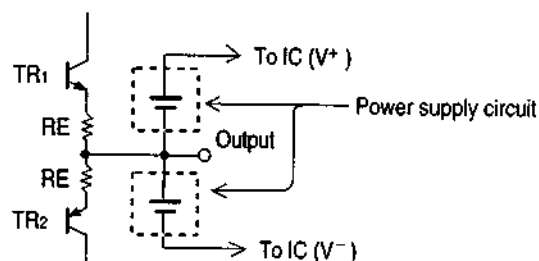 To IC (V+)
TR1
RE
Power supply circuit
Output
RE
TR2
To IC (V−)